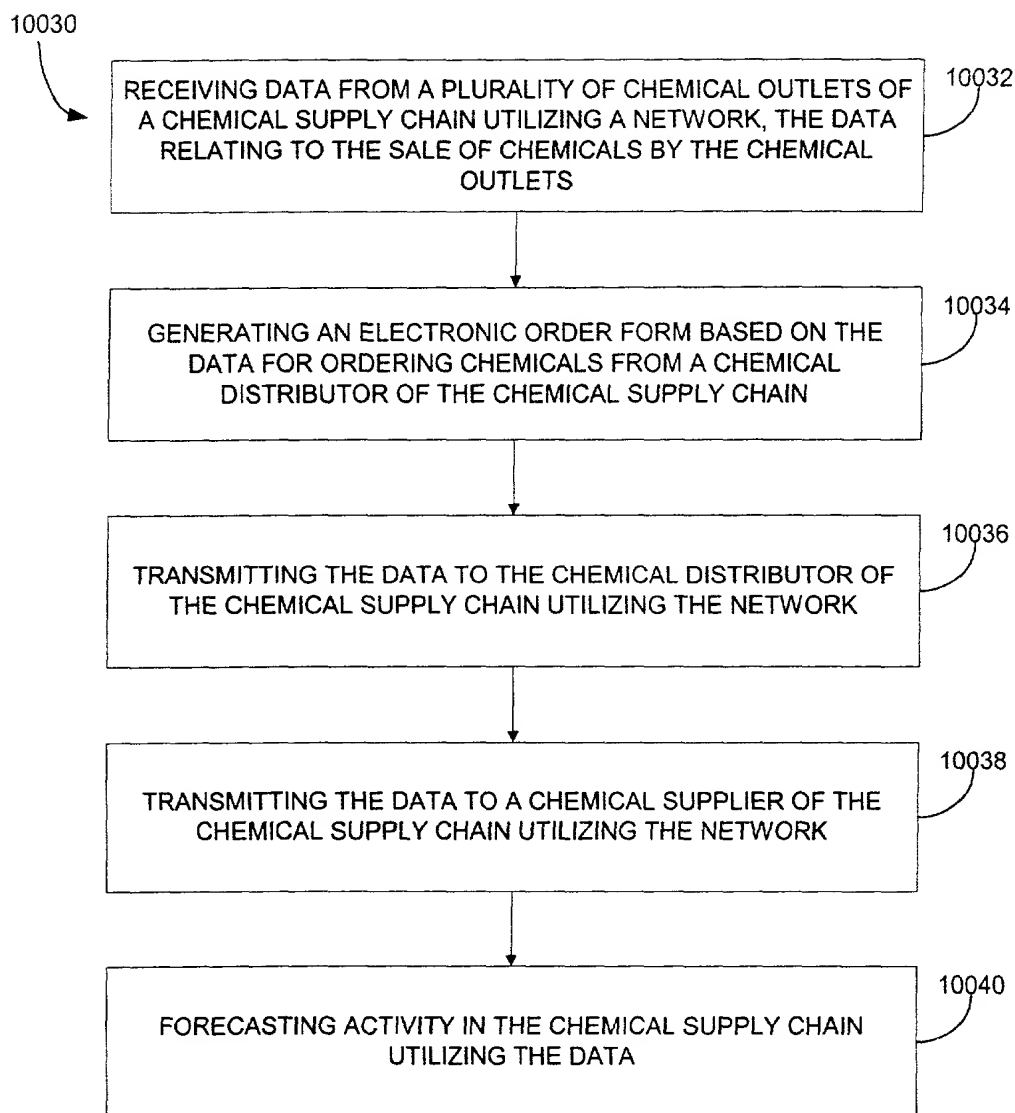 10030
RECEIVING DATA FROM A PLURALITY OF CHEMICAL OUTLETS OF
A CHEMICAL SUPPLY CHAIN UTILIZING A NETWORK, THE DATA
RELATING TO THE SALE OF CHEMICALS BY THE CHEMICAL
OUTLETS
10032
GENERATING AN ELECTRONIC ORDER FORM BASED ON THE
DATA FOR ORDERING CHEMICALS FROM A CHEMICAL
DISTRIBUTOR OF THE CHEMICAL SUPPLY CHAIN
10034
TRANSMITTING THE DATA TO THE CHEMICAL DISTRIBUTOR OF
THE CHEMICAL SUPPLY CHAIN UTILIZING THE NETWORK
10036
TRANSMITTING THE DATA TO A CHEMICAL SUPPLIER OF THE
CHEMICAL SUPPLY CHAIN UTILIZING THE NETWORK
10038
FORECASTING ACTIVITY IN THE CHEMICAL SUPPLY CHAIN
UTILIZING THE DATA
10040